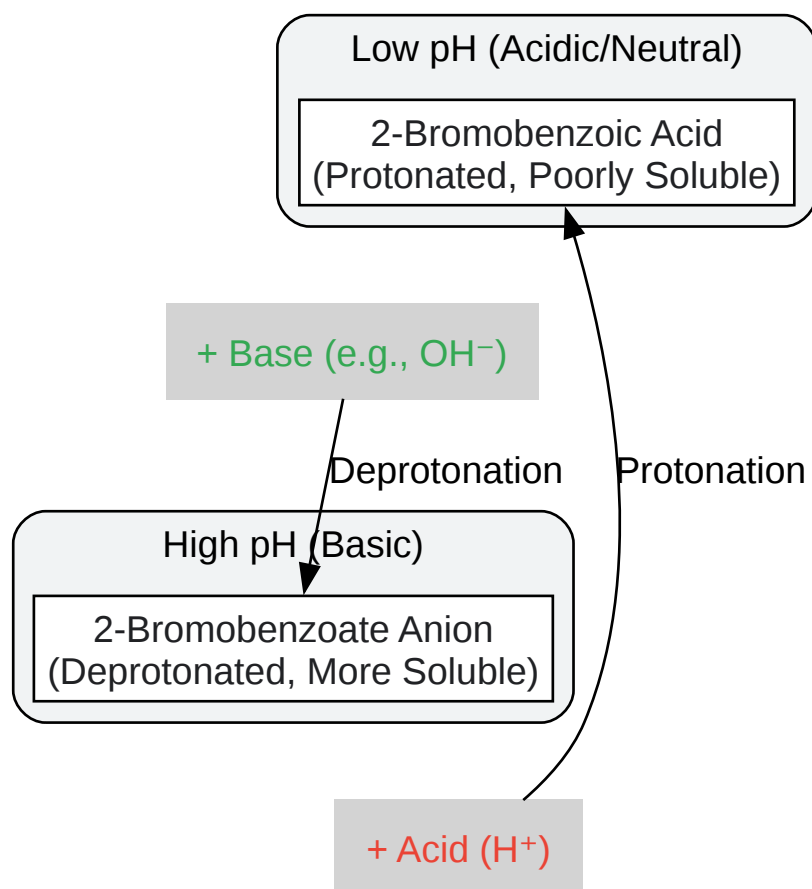 Low pH (Acidic/Neutral)
2-Bromobenzoic Acid
(Protonated, Poorly Soluble)
+ Base (e.g., OH⁻)
Deprotonation
Protonation
High pH (Basic)
2-Bromobenzoate Anion
(Deprotonated, More Soluble)
+ Acid (H⁺)